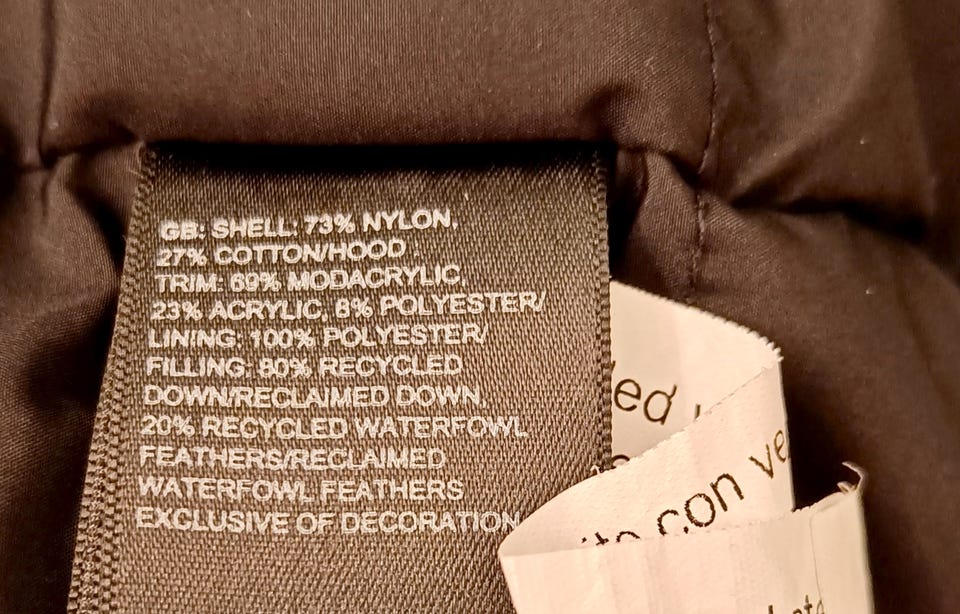 GB: SHELL: 73% NYLON,
27% COTTON/HOOD
TRIM: 69% MODACRYLIC,
23% ACRYLIC, 8% POLYESTER/
LINING: 100% POLYESTER/
FILLING: 80% RECYCLED
DOWN/RECLAIMED DOWN,
20% RECYCLED WATERFOWL
FEATHERS/RECLAIMED
WATERFOWL FEATHERS
EXCLUSIVE OF DECORATION
con